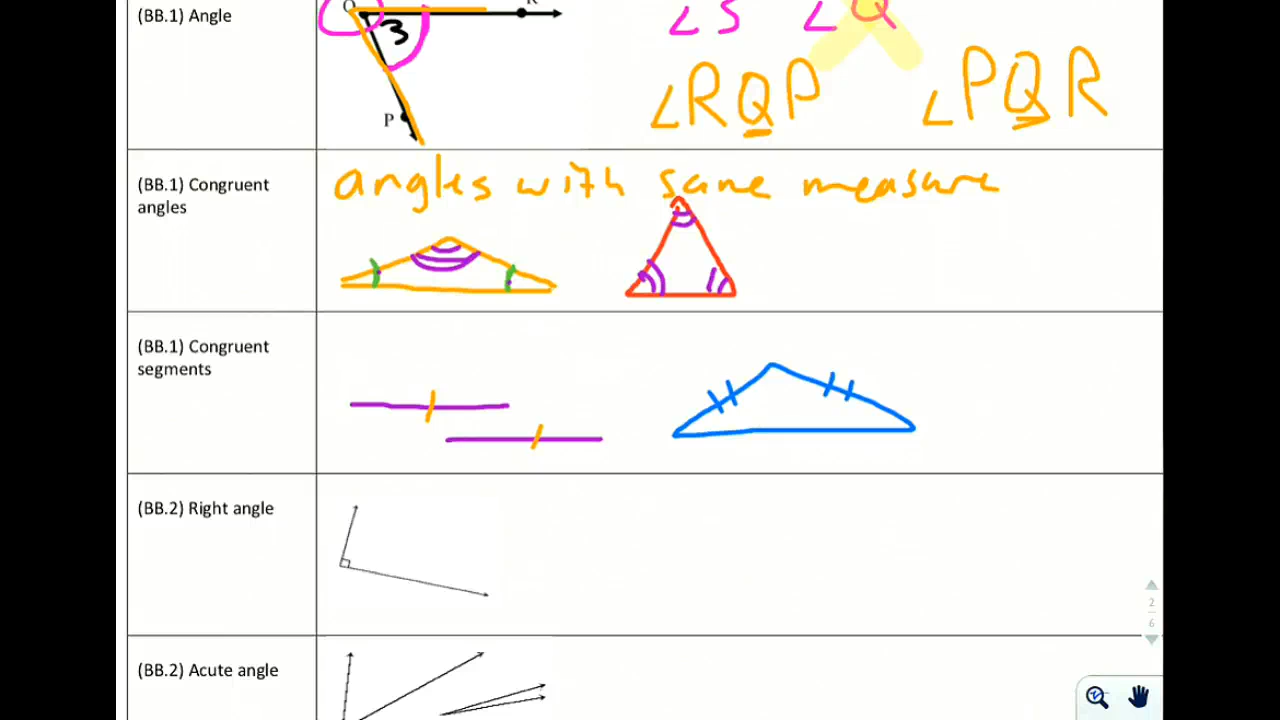 (BB.1) Angle
Q
R
3
P
∠3 ∠Q
∠RQP ∠PQR
(BB.1) Congruent
angles
angles with same measure
(BB.1) Congruent
segments
(BB.2) Right angle
(BB.2) Acute angle
2
6